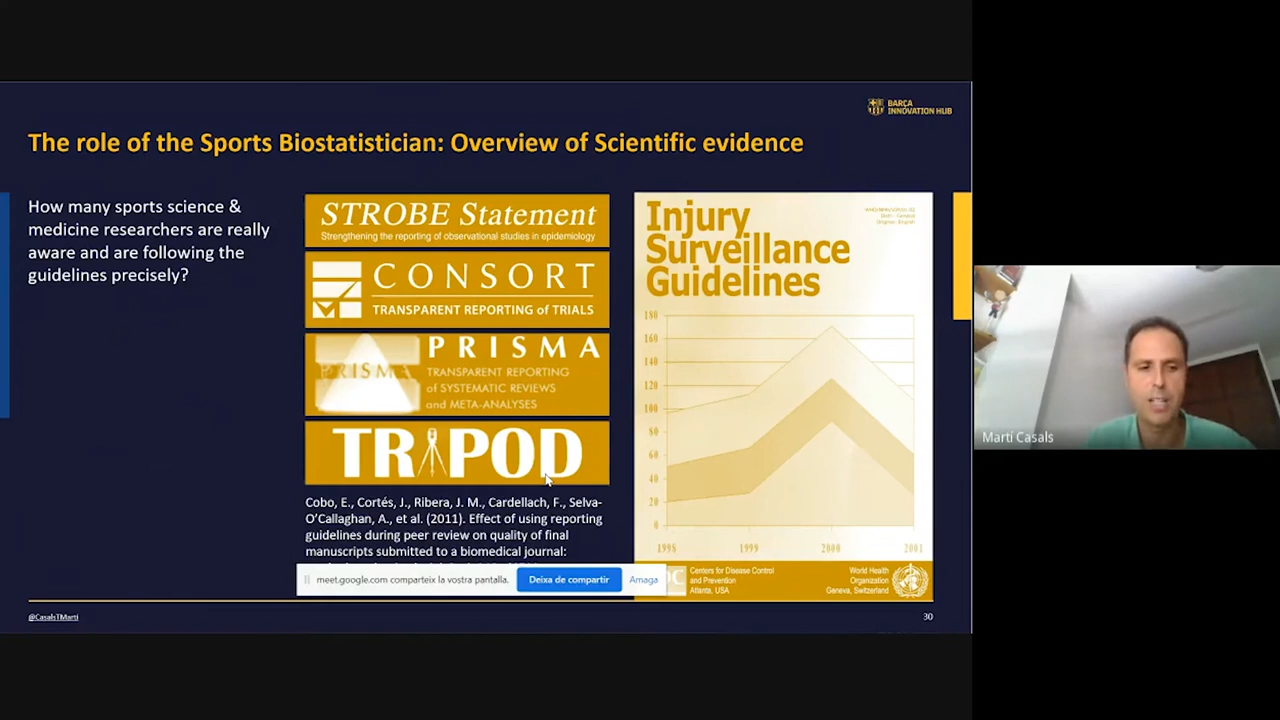 BARÇA
INNOVATION HUB
The role of the Sports Biostatistician: Overview of Scientific evidence
How many sports science &
medicine researchers are really
aware and are following the
guidelines precisely?
STROBE Statement
Strengthening the reporting of observational studies in epidemiology
CONSORT
TRANSPARENT REPORTING of TRIALS
PRISMA
PRISMA
TRANSPARENT REPORTING
of SYSTEMATIC REVIEWS
and META-ANALYSES
TRIPOD
Cobo, E., Cortés, J., Ribera, J. M., Cardellach, F., Selva-
O'Callaghan, A., et al. (2011). Effect of using reporting
guidelines during peer review on quality of final
manuscripts submitted to a biomedical journal:
Injury
Surveillance
Guidelines
180
160
140
120
100
80
60
40
20
0
1998 1999 2000 2001
Centers for Disease Control
and Prevention
Atlanta, USA
World Health
Organization
Geneva, Switzerland
meet.google.com comparteix la vostra pantalla.
Deixa de compartir
Amaga
@CasalsTMarti
30
Martí Casals